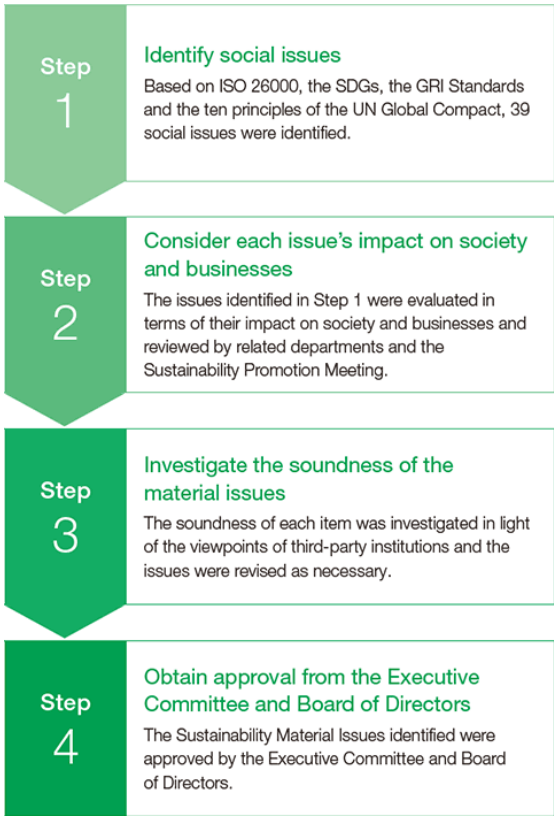 Step
1
Identify social issues
Based on ISO 26000, the SDGs, the GRI Standards
and the ten principles of the UN Global Compact, 39
social issues were identified.
Step
2
Consider each issue's impact on society
and businesses
The issues identified in Step 1 were evaluated in
terms of their impact on society and businesses and
reviewed by related departments and the
Sustainability Promotion Meeting.
Step
3
Investigate the soundness of the
material issues
The soundness of each item was investigated in light
of the viewpoints of third-party institutions and the
issues were revised as necessary.
Step
4
Obtain approval from the Executive
Committee and Board of Directors
The Sustainability Material Issues identified were
approved by the Executive Committee and Board
of Directors.